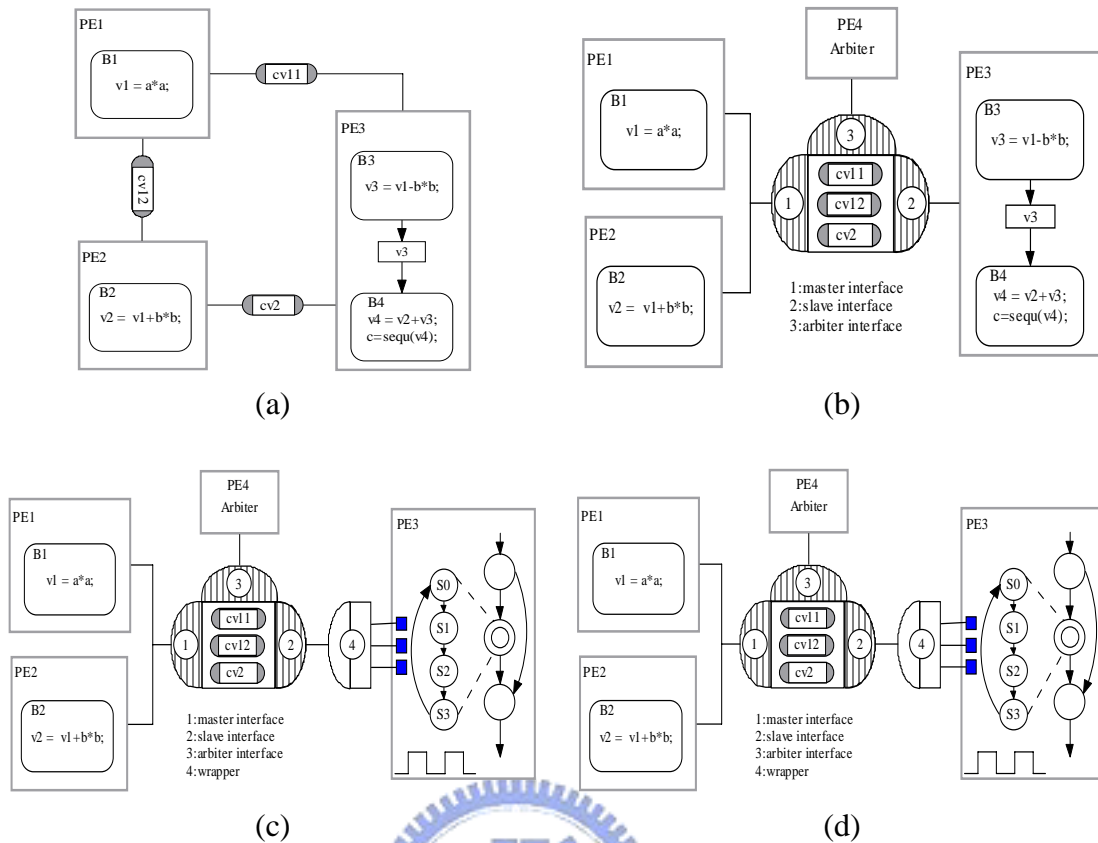 PE1
B1
v1 = a*a;
cv11
cv12
PE2
B2
v2 = v1+b*b;
cv2
PE3
B3
v3 = v1-b*b;
v3
B4
v4 = v2+v3;
c=sequ(v4);
(a)
PE4
Arbiter
PE1
B1
v1 = a*a;
PE2
B2
v2 = v1+b*b;
3
cv11
1
cv12
2
cv2
1:master interface
2:slave interface
3:arbiter interface
PE3
B3
v3 = v1-b*b;
v3
B4
v4 = v2+v3;
c=sequ(v4);
(b)
PE4
Arbiter
PE1
B1
v1 = a*a;
PE2
B2
v2 = v1+b*b;
3
cv11
1
cv12
2
cv2
4
1:master interface
2:slave interface
3:arbiter interface
4:wrapper
PE3
S0
S1
S2
S3
(c)
PE4
Arbiter
PE1
B1
v1 = a*a;
PE2
B2
v2 = v1+b*b;
3
cv11
1
cv12
2
cv2
4
1:master interface
2:slave interface
3:arbiter interface
4:wrapper
PE3
S0
S1
S2
S3
(d)